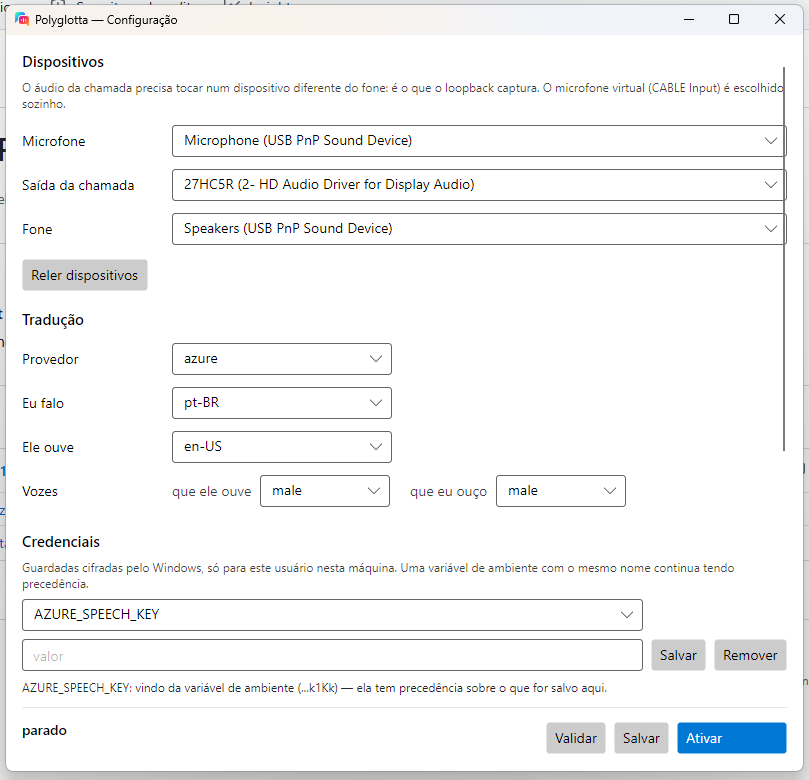 Polyglotta — Configuração
Dispositivos
O áudio da chamada precisa tocar num dispositivo diferente do fone: é o que o loopback captura. O microfone virtual (CABLE Input) é escolhido
sozinho.
Microfone
Microphone (USB PnP Sound Device)
Saída da chamada
27HC5R (2- HD Audio Driver for Display Audio)
Fone
Speakers (USB PnP Sound Device)
Reler dispositivos
Tradução
Provedor
azure
Eu falo
pt-BR
Ele ouve
en-US
Vozes
que ele ouve
male
que eu ouço
male
Credenciais
Guardadas cifradas pelo Windows, só para este usuário nesta máquina. Uma variável de ambiente com o mesmo nome continua tendo
precedência.
AZURE_SPEECH_KEY
valor
Salvar
Remover
AZURE_SPEECH_KEY: vindo da variável de ambiente (...k1Kk) — ela tem precedência sobre o que for salvo aqui.
parado
Validar
Salvar
Ativar